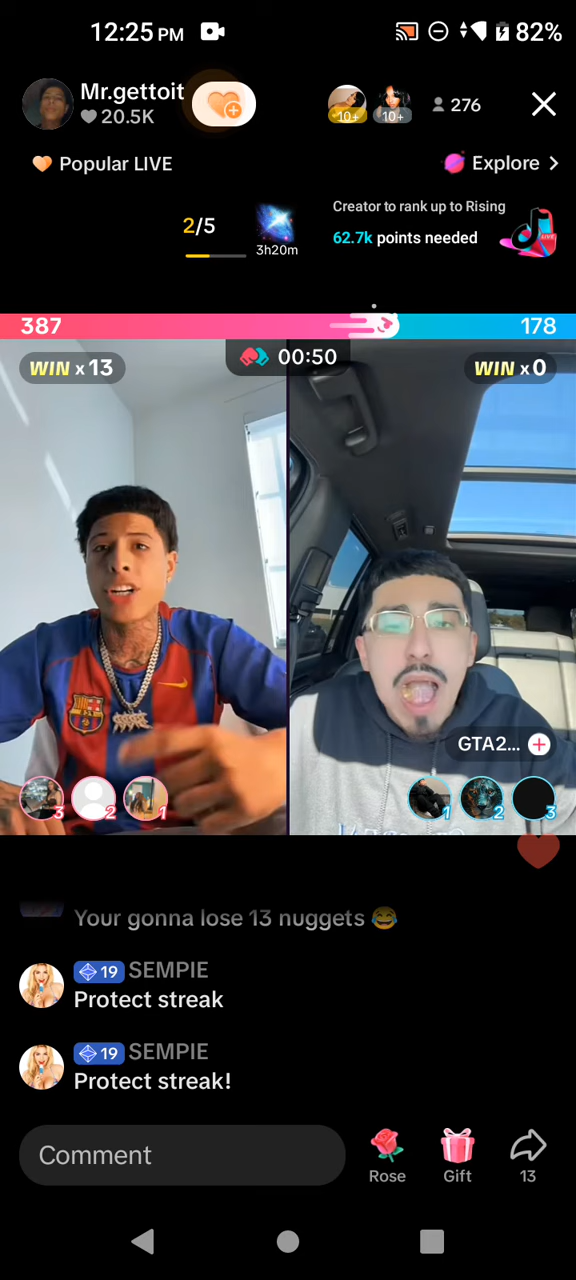 12:25 PM
82%
Mr.gettoit
20.5K
10+
10+
276
Popular LIVE
Explore >
2/5
3h20m
Creator to rank up to Rising
62.7k points needed
LIVE
387
178
WIN x 13
00:50
WIN x 0
GTA2...
3
2
1
1
2
3
Your gonna lose 13 nuggets 😂
19 SEMPIE
Protect streak
19 SEMPIE
Protect streak!
Comment
Rose
Gift
13